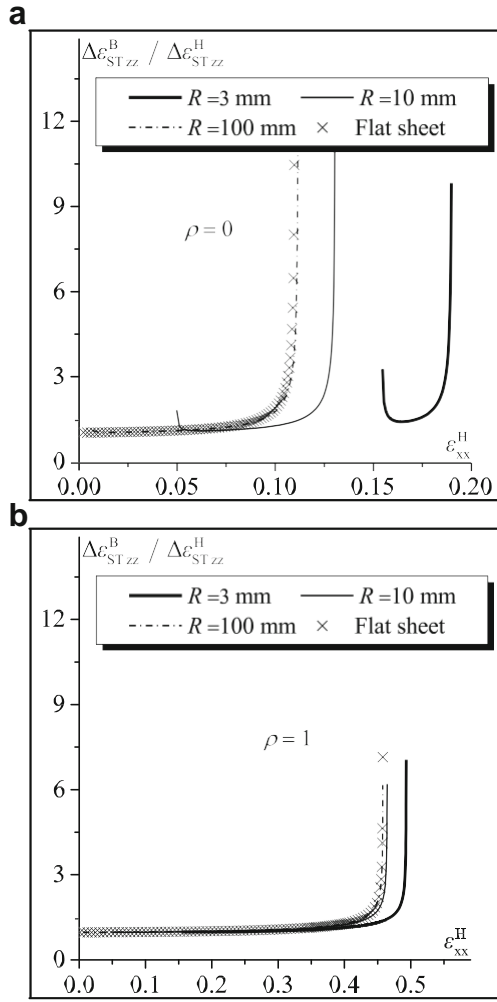 a
Δε^B_ST zz / Δε^H_ST zz
R =3 mm R =10 mm
R =100 mm × Flat sheet
12
9
ρ = 0
6
3
ε^H_xx
0
0.00 0.05 0.10 0.15 0.20
b
Δε^B_ST zz / Δε^H_ST zz
12
R =3 mm R =10 mm
R =100 mm × Flat sheet
9
ρ = 1
6
3
ε^H_xx
0
0.0 0.1 0.2 0.3 0.4 0.5